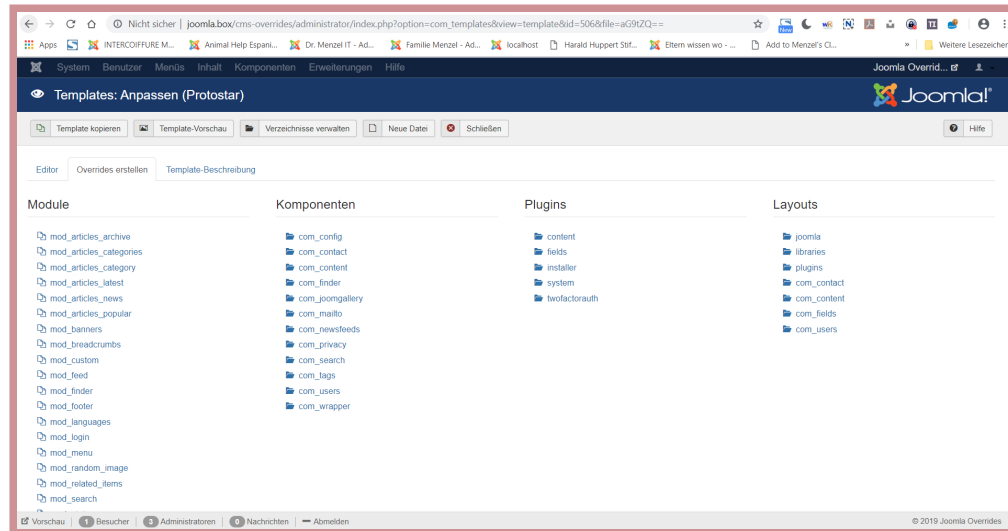 Nicht sicher | joomla.box/cms-overrides/administrator/index.php?option=com_templates&view=template&id=506&file=aG9tZQ==
New
Apps INTERCOIFFURE M... Animal Help Espani... Dr. Menzel IT - Ad... Familie Menzel - Ad... localhost Harald Huppert Stif... Eltern wissen wo - ... Add to Menzel's Cl... » Weitere Lesezeichen
System Benutzer Menüs Inhalt Komponenten Erweiterungen Hilfe Joomla Overrid...
Templates: Anpassen (Protostar) Joomla!®
Template kopieren Template-Vorschau Verzeichnisse verwalten Neue Datei Schließen Hilfe
Editor Overrides erstellen Template-Beschreibung
Module
mod_articles_archive
mod_articles_categories
mod_articles_category
mod_articles_latest
mod_articles_news
mod_articles_popular
mod_banners
mod_breadcrumbs
mod_custom
mod_feed
mod_finder
mod_footer
mod_languages
mod_login
mod_menu
mod_random_image
mod_related_items
mod_search
Komponenten
com_config
com_contact
com_content
com_finder
com_joomgallery
com_mailto
com_newsfeeds
com_privacy
com_search
com_tags
com_users
com_wrapper
Plugins
content
fields
installer
system
twofactorauth
Layouts
joomla
libraries
plugins
com_contact
com_content
com_fields
com_users
Vorschau | 1 Besucher | 3 Administratoren | 0 Nachrichten | Abmelden © 2019 Joomla Overrides